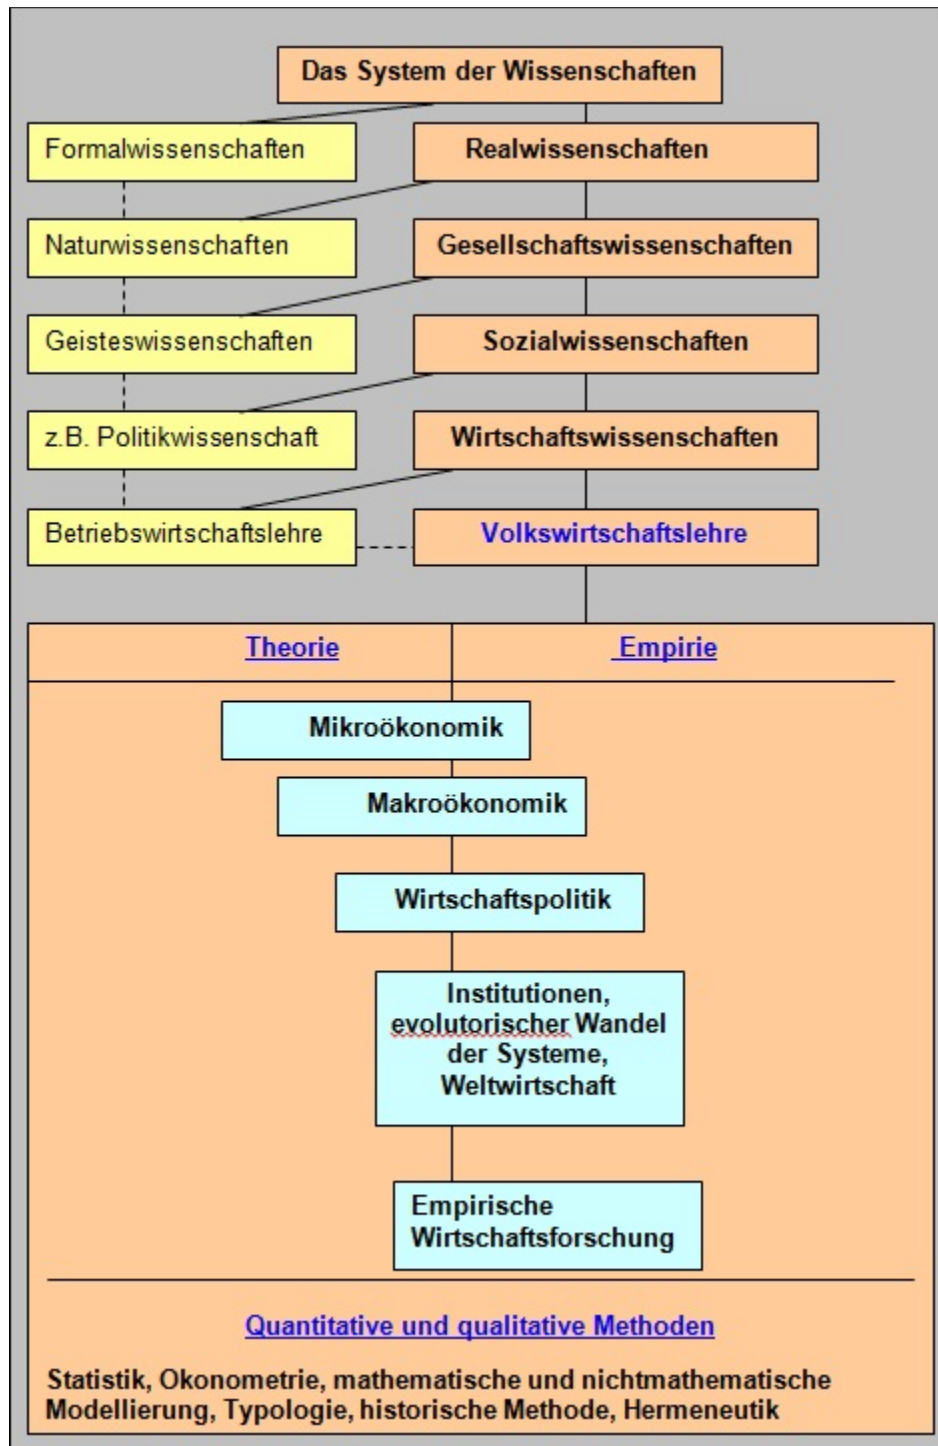 Das System der Wissenschaften
Formalwissenschaften
Realwissenschaften
Naturwissenschaften
Gesellschaftswissenschaften
Geisteswissenschaften
Sozialwissenschaften
z.B. Politikwissenschaft
Wirtschaftswissenschaften
Betriebswirtschaftslehre
Volkswirtschaftslehre
Theorie
Empirie
Mikroökonomik
Makroökonomik
Wirtschaftspolitik
Institutionen,
evolutorischer Wandel
der Systeme,
Weltwirtschaft
Empirische
Wirtschaftsforschung
Quantitative und qualitative Methoden
Statistik, Okonometrie, mathematische und nichtmathematische
Modellierung, Typologie, historische Methode, Hermeneutik